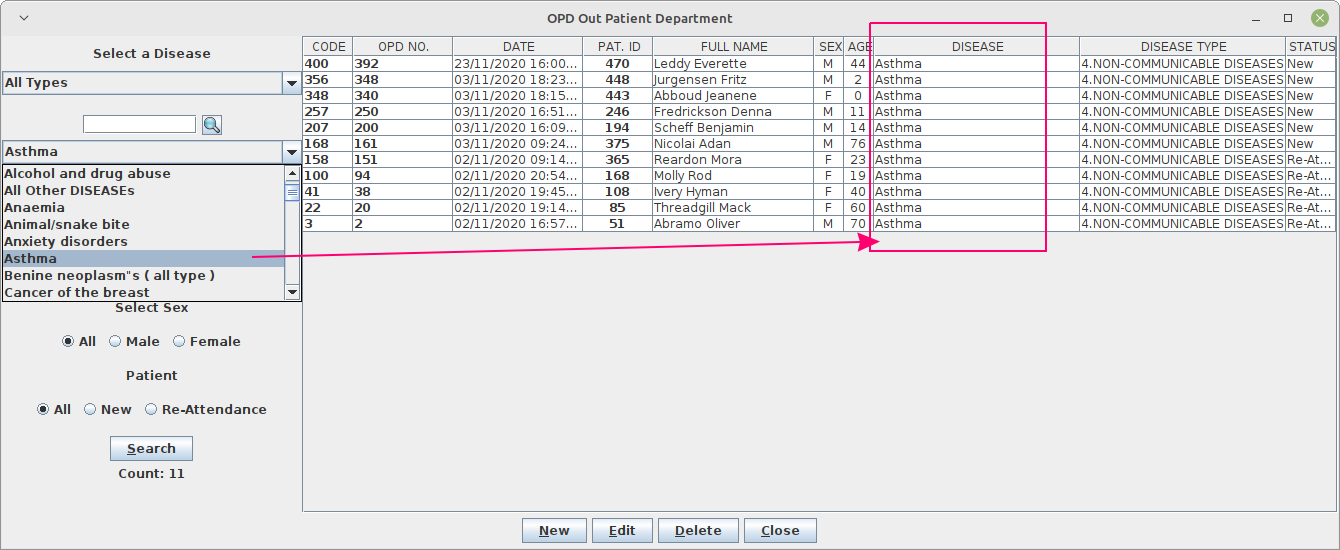 OPD Out Patient Department
Select a Disease
All Types
Asthma
Alcohol and drug abuse
All Other DISEASEs
Anaemia
Animal/snake bite
Anxiety disorders
Asthma
Benine neoplasm"s ( all type )
Cancer of the breast
Select Sex
All Male Female
Patient
All New Re-Attendance
Search
Count: 11
CODE OPD NO. DATE PAT. ID FULL NAME SEX AGE DISEASE DISEASE TYPE STATUS
400 392 23/11/2020 16:00... 470 Leddy Everette M 44 Asthma 4.NON-COMMUNICABLE DISEASES New
356 348 03/11/2020 18:23... 448 Jurgensen Fritz M 2 Asthma 4.NON-COMMUNICABLE DISEASES New
348 340 03/11/2020 18:15... 443 Abboud Jeanene F 0 Asthma 4.NON-COMMUNICABLE DISEASES New
257 250 03/11/2020 16:51... 246 Fredrickson Denna M 11 Asthma 4.NON-COMMUNICABLE DISEASES New
207 200 03/11/2020 16:09... 194 Scheff Benjamin M 14 Asthma 4.NON-COMMUNICABLE DISEASES New
168 161 03/11/2020 09:24... 375 Nicolai Adan M 76 Asthma 4.NON-COMMUNICABLE DISEASES New
158 151 02/11/2020 09:14... 365 Reardon Mora F 23 Asthma 4.NON-COMMUNICABLE DISEASES Re-At...
100 94 02/11/2020 20:54... 168 Molly Rod F 19 Asthma 4.NON-COMMUNICABLE DISEASES Re-At...
41 38 02/11/2020 19:45... 108 Ivery Hyman F 40 Asthma 4.NON-COMMUNICABLE DISEASES Re-At...
22 20 02/11/2020 19:14... 85 Threadgill Mack F 60 Asthma 4.NON-COMMUNICABLE DISEASES Re-At...
3 2 02/11/2020 16:57... 51 Abramo Oliver M 70 Asthma 4.NON-COMMUNICABLE DISEASES Re-At...
New Edit Delete Close